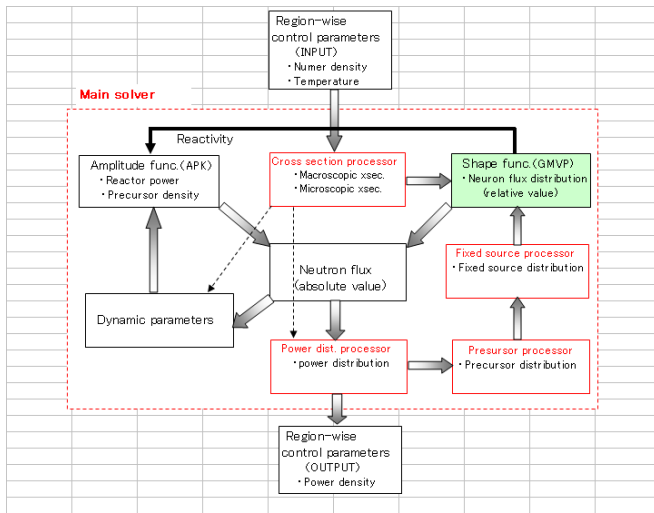 Region-wise
control parameters
(INPUT)
・Numer density
・Temperature
Main solver
Reactivity
Amplitude func.(APK)
・Reactor power
・Precursor density
Cross section processor
・Macroscopic xsec.
・Microscopic xsec.
Shape func.(GMVP)
・Neuron flux distribution
(relative value)
Neutron flux
(absolute value)
Fixed source processor
・Fixed source distribution
Dynamic parameters
Power dist. processor
・power distribution
Presursor processor
・Precursor distribution
Region-wise
control parameters
(OUTPUT)
・Power density